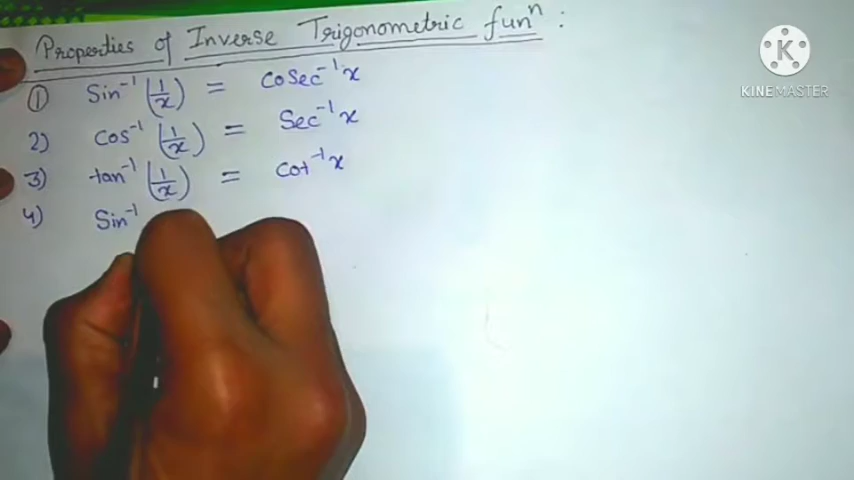 Properties of Inverse Trigonometric funⁿ :
① Sin⁻¹ (1/x) = coSec⁻¹x
2) cos⁻¹ (1/x) = Sec⁻¹x
3) tan⁻¹ (1/x) = cot⁻¹x
4) Sin⁻¹
K
KINEMASTER